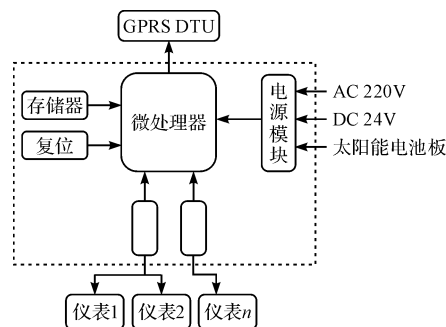 GPRS DTU
存储器
复位
微处理器
电源模块
AC 220V
DC 24V
太阳能电池板
仪表1
仪表2
仪表n